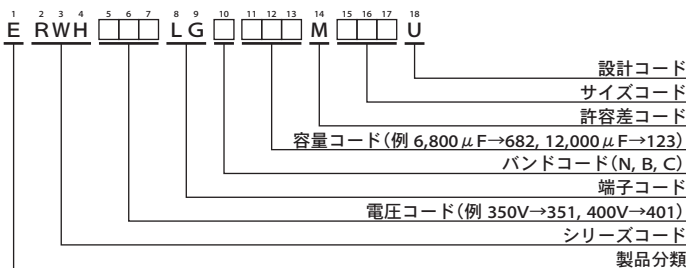 1 2 3 4 5 6 7 8 9 10 11 12 13 14 15 16 17 18
E RWH □□□ LG □ □□□ M □□□ U
設計コード
サイズコード
許容差コード
容量コード(例 6,800μF→682, 12,000μF→123)
バンドコード(N, B, C)
端子コード
電圧コード(例 350V→351, 400V→401)
シリーズコード
製品分類